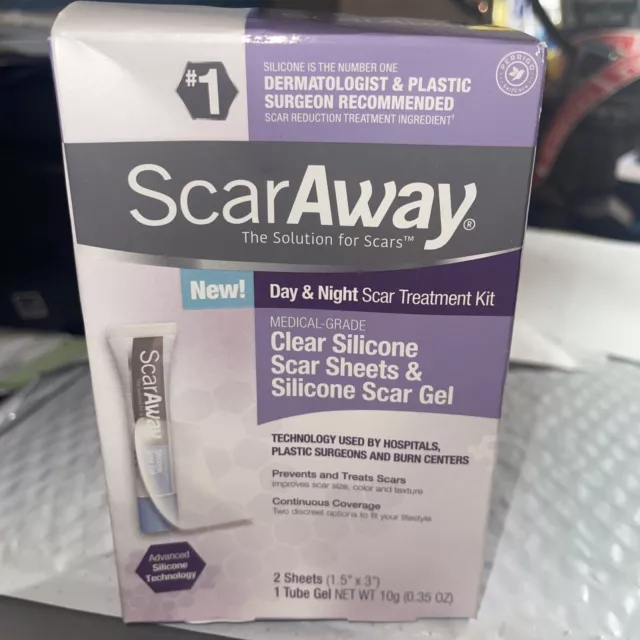 #1
SILICONE IS THE NUMBER ONE
DERMATOLOGIST & PLASTIC
SURGEON RECOMMENDED
SCAR REDUCTION TREATMENT INGREDIENT†
PERRIGO
ScarAway®
The Solution for Scars™
New!
Day & Night Scar Treatment Kit
MEDICAL-GRADE
Clear Silicone
Scar Sheets &
Silicone Scar Gel
ScarAway
TECHNOLOGY USED BY HOSPITALS,
PLASTIC SURGEONS AND BURN CENTERS
Prevents and Treats Scars
Improves scar size, color and texture
Continuous Coverage
Two discreet options to fit your lifestyle
Advanced
Silicone
Technology
2 Sheets (1.5" x 3")
1 Tube Gel NET WT 10g (0.35 OZ)